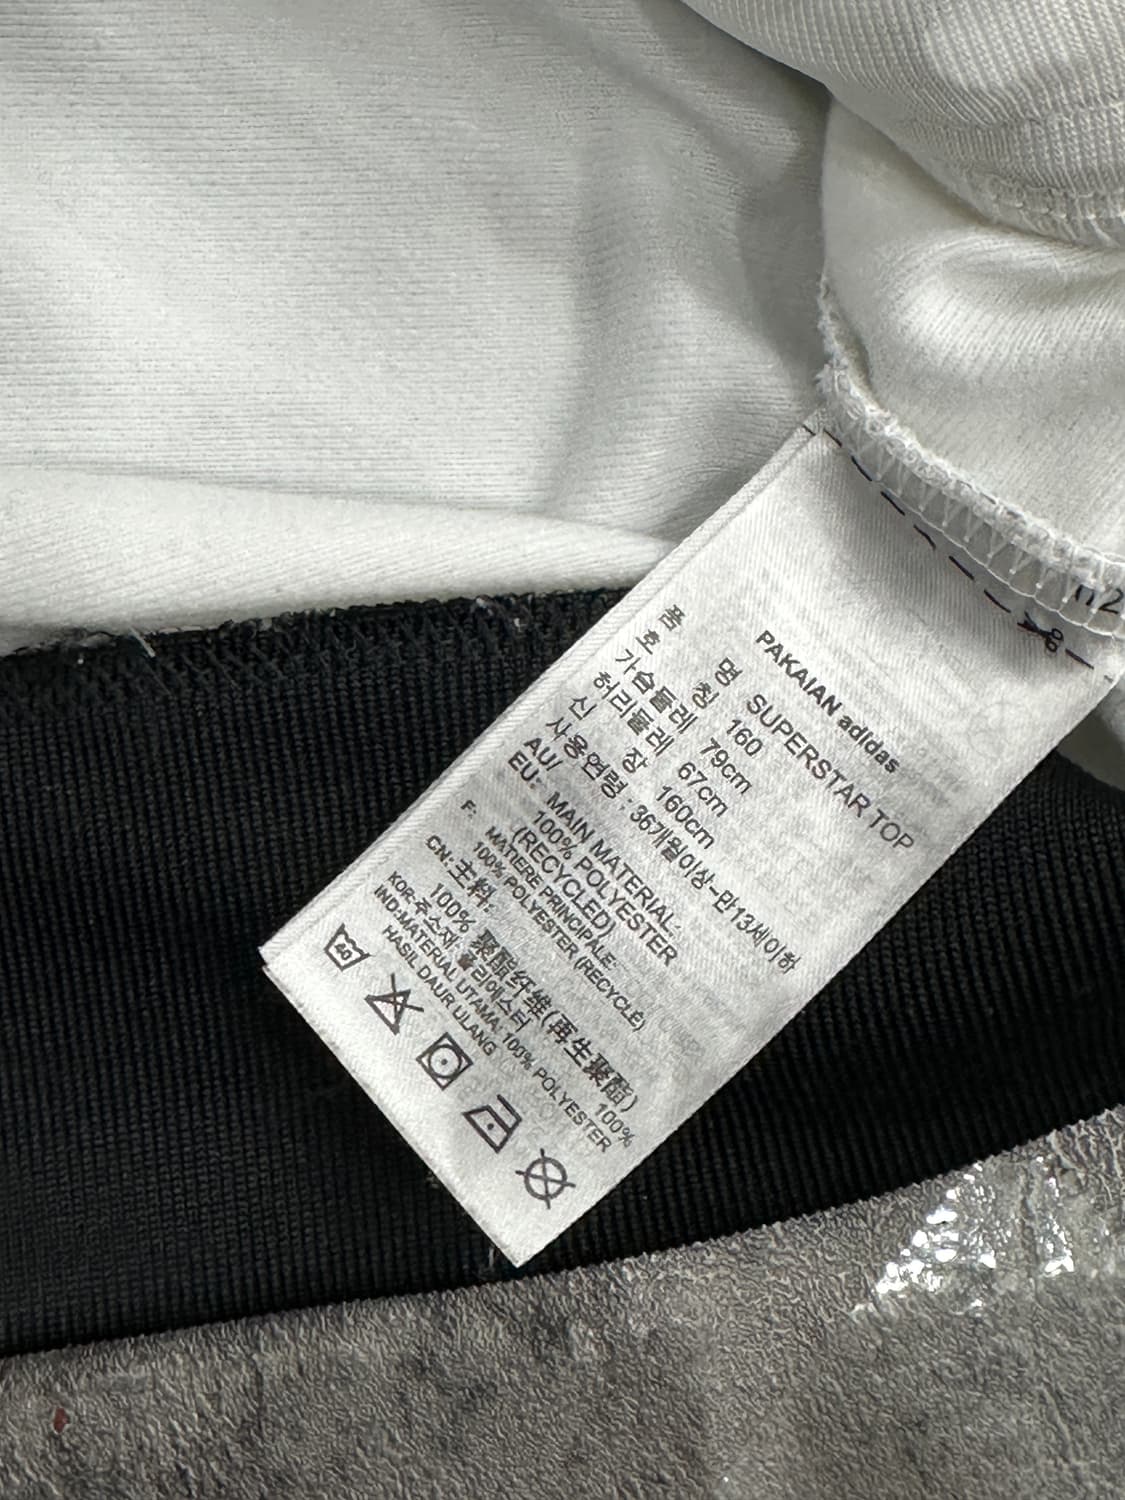 PAKAIAN adidas
품 명 SUPERSTAR TOP
호 칭 160
가슴둘레 79cm
허리둘레 67cm
신 장 160cm
사용연령 : 36개월이상-만13세이하
AU/ MAIN MATERIAL:
EU: 100% POLYESTER
(RECYCLED)
F: MATIERE PRINCIPALE:
100% POLYESTER (RECYCLÉ)
CN: 主料:
100% 聚酯纤维(再生聚酯)
KOR:주소재: 폴리에스터 100%
IND:MATERIAL UTAMA: 100% POLYESTER
HASIL DAUR ULANG
40